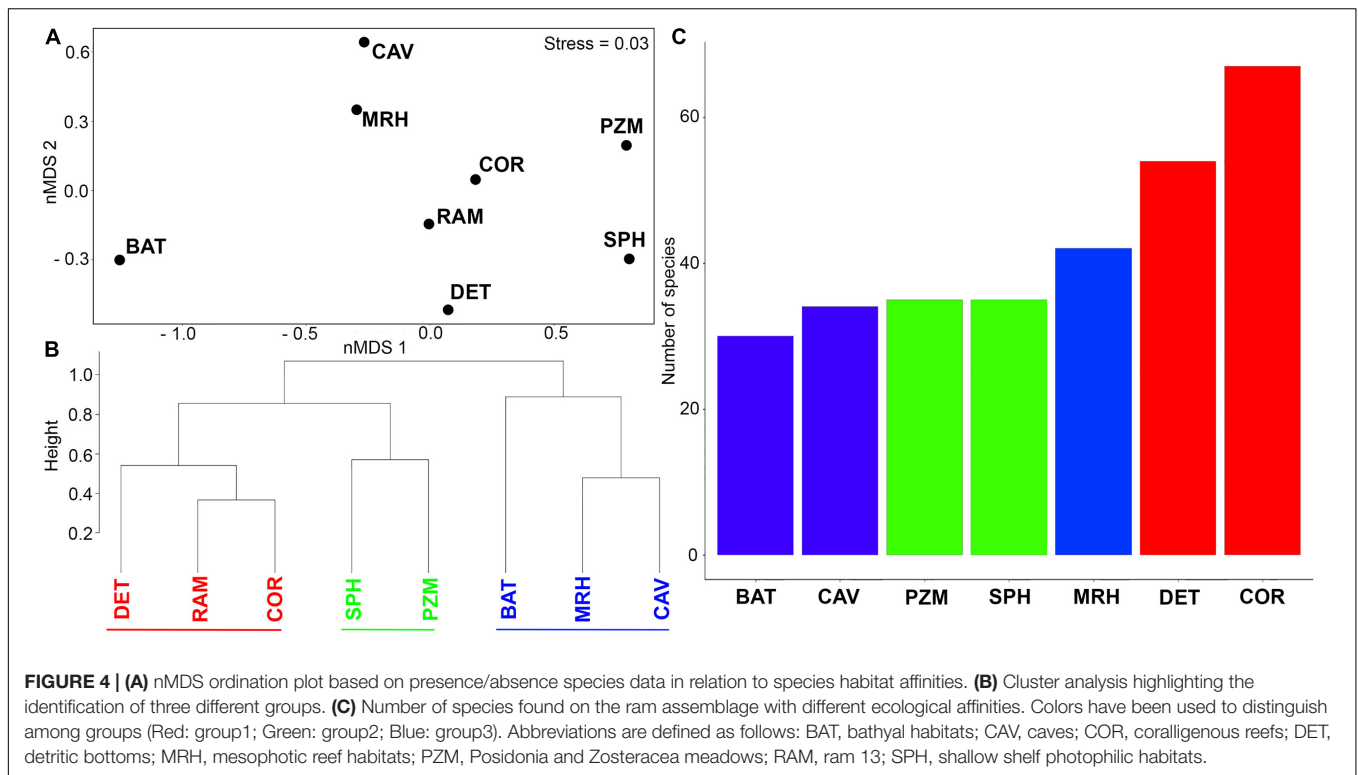 A
Stress = 0.03
0.6
0.3
0.0
- 0.3
nMDS 2
CAV
MRH
PZM
COR
RAM
SPH
BAT
DET
- 1.0
- 0.5
0.0
0.5
nMDS 1
B
Height
1.0
0.8
0.6
0.4
0.2
DET
RAM
COR
SPH
PZM
BAT
MRH
CAV
C
Number of species
60
40
20
0
BAT
CAV
PZM
SPH
MRH
DET
COR
FIGURE 4 | (A) nMDS ordination plot based on presence/absence species data in relation to species habitat affinities. (B) Cluster analysis highlighting the
identification of three different groups. (C) Number of species found on the ram assemblage with different ecological affinities. Colors have been used to distinguish
among groups (Red: group1; Green: group2; Blue: group3). Abbreviations are defined as follows: BAT, bathyal habitats; CAV, caves; COR, coralligenous reefs; DET,
detritic bottoms; MRH, mesophotic reef habitats; PZM, Posidonia and Zosteracea meadows; RAM, ram 13; SPH, shallow shelf photophilic habitats.